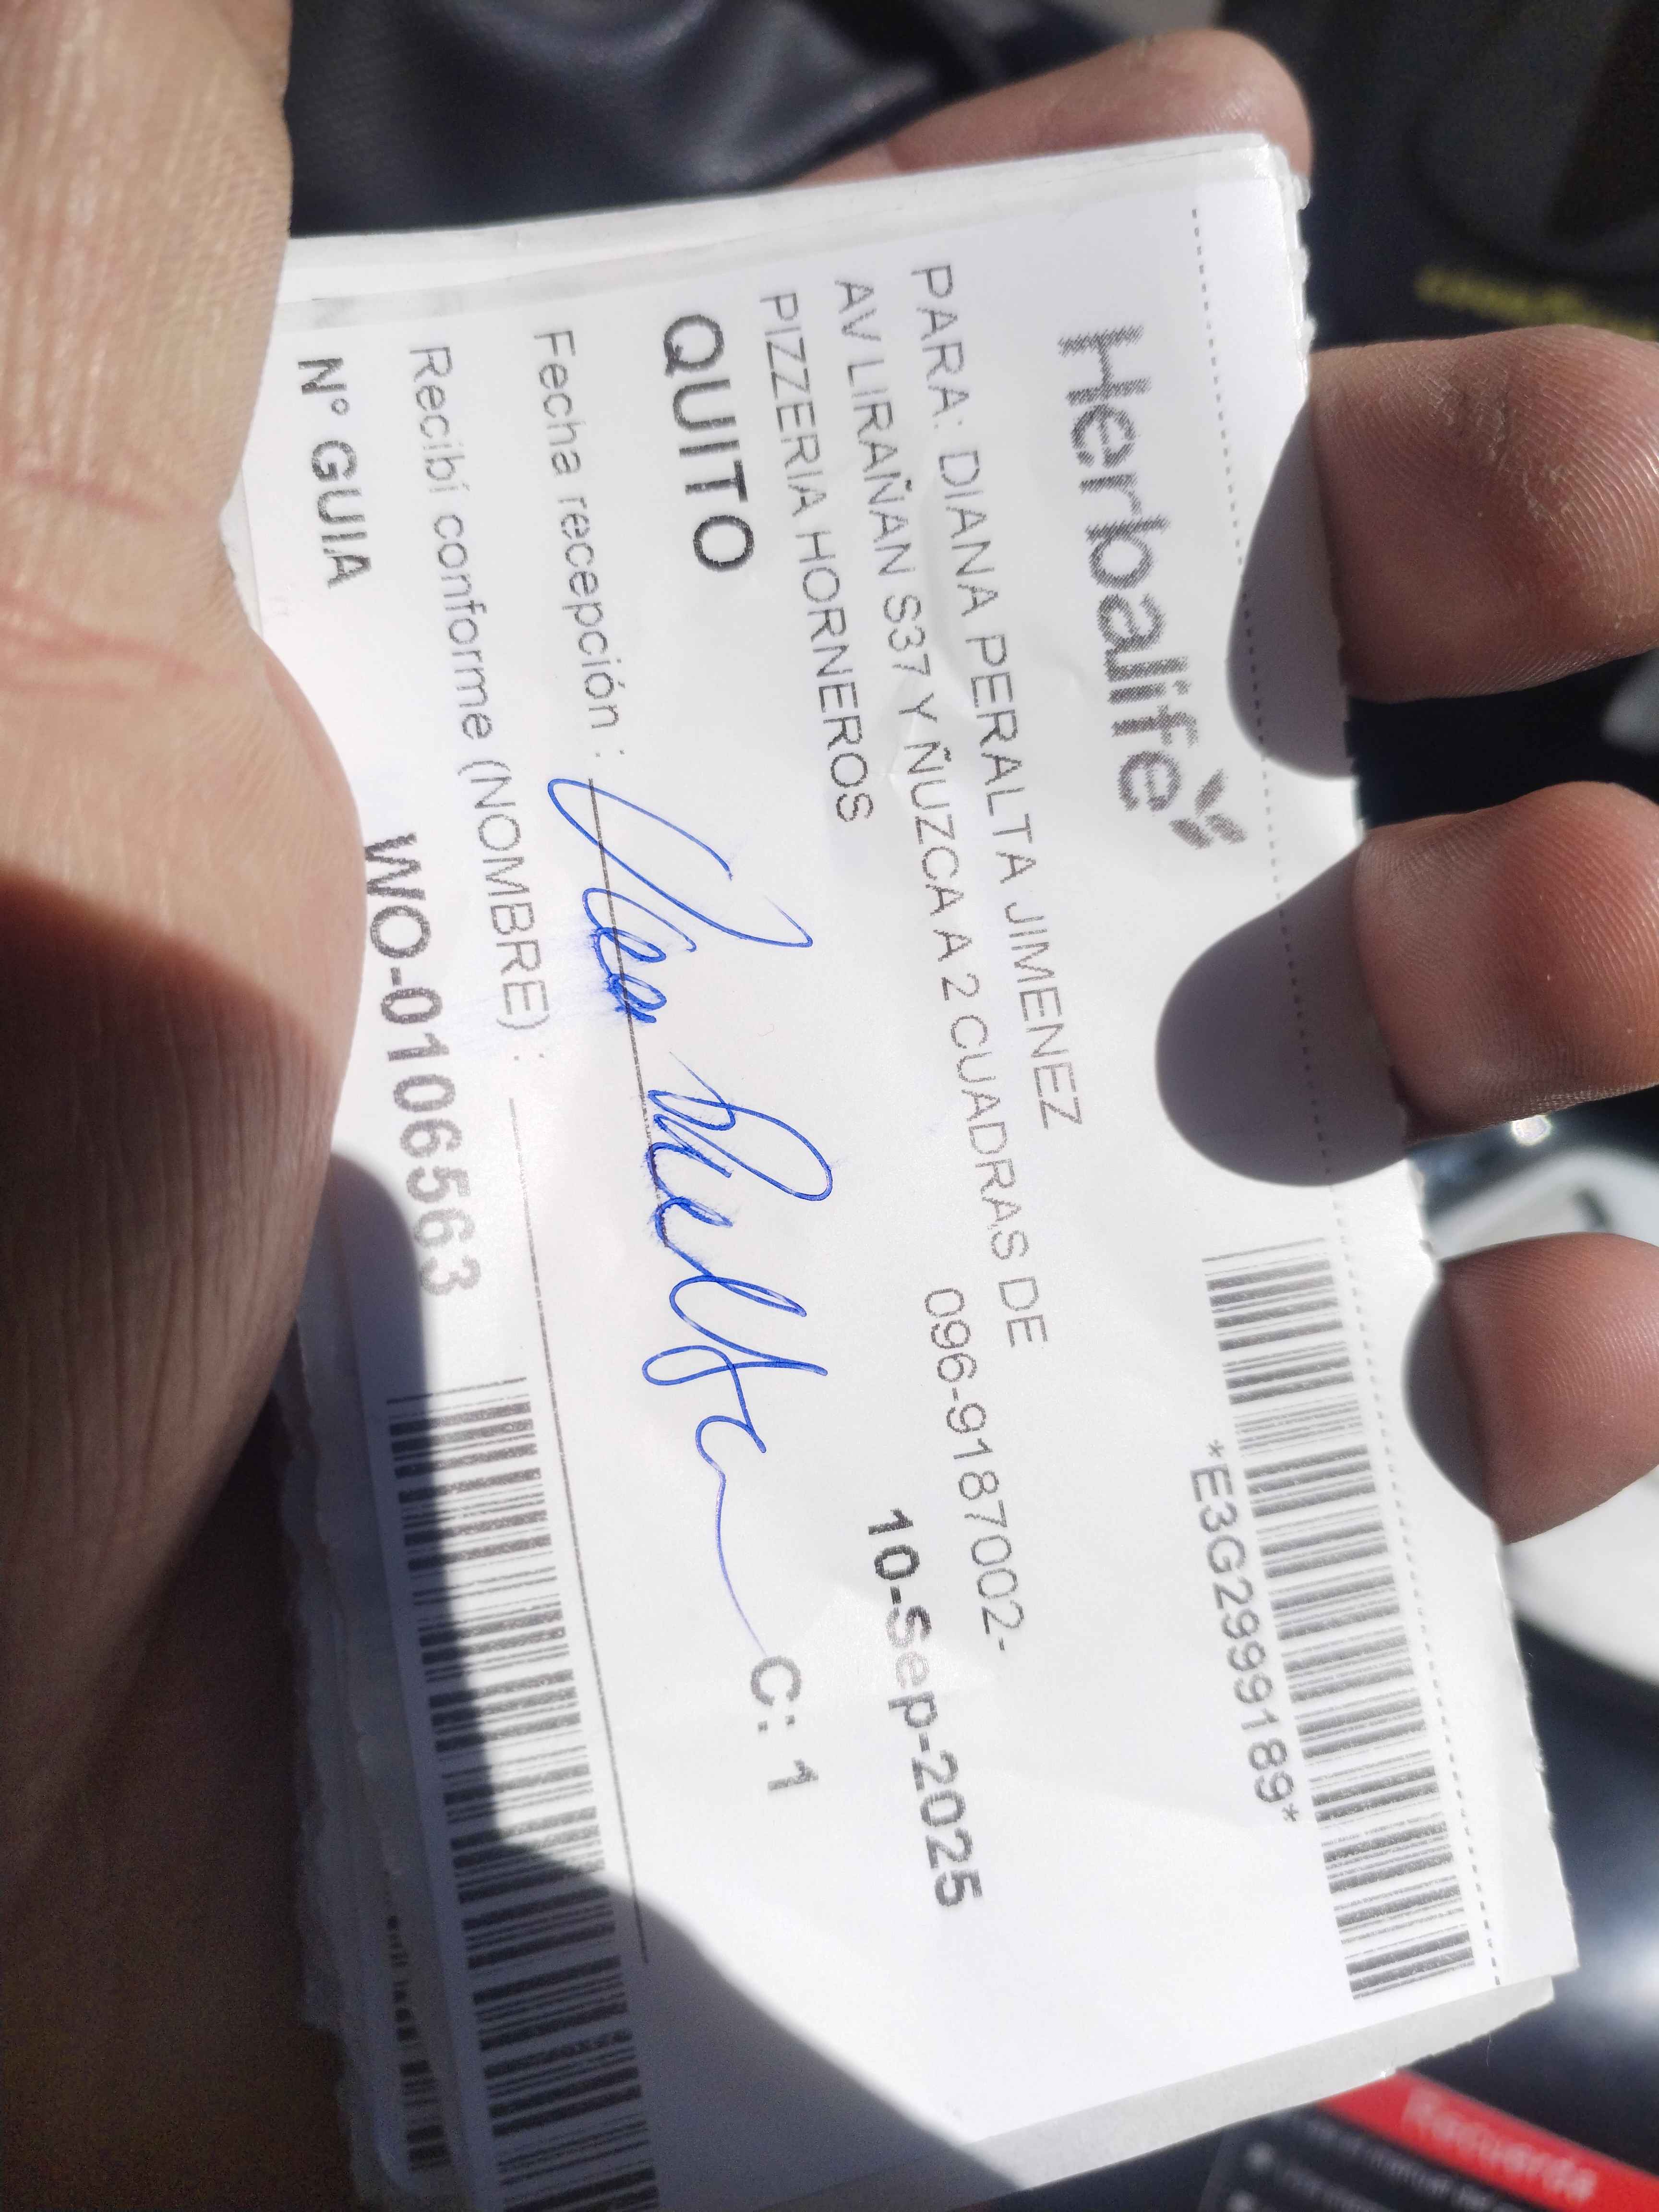 Herbalife
*E3G2999189*
PARA: DIANA PERALTA JIMENEZ
AV LIRAÑAN S37 Y ÑUZCA A 2 CUADRAS DE
PIZZERIA HORNEROS
096-9187002-
QUITO
10-Sep-2025
C: 1
Fecha recepción :
Recibí conforme (NOMBRE) :
N° GUIA
WO-0106563
Recuerda